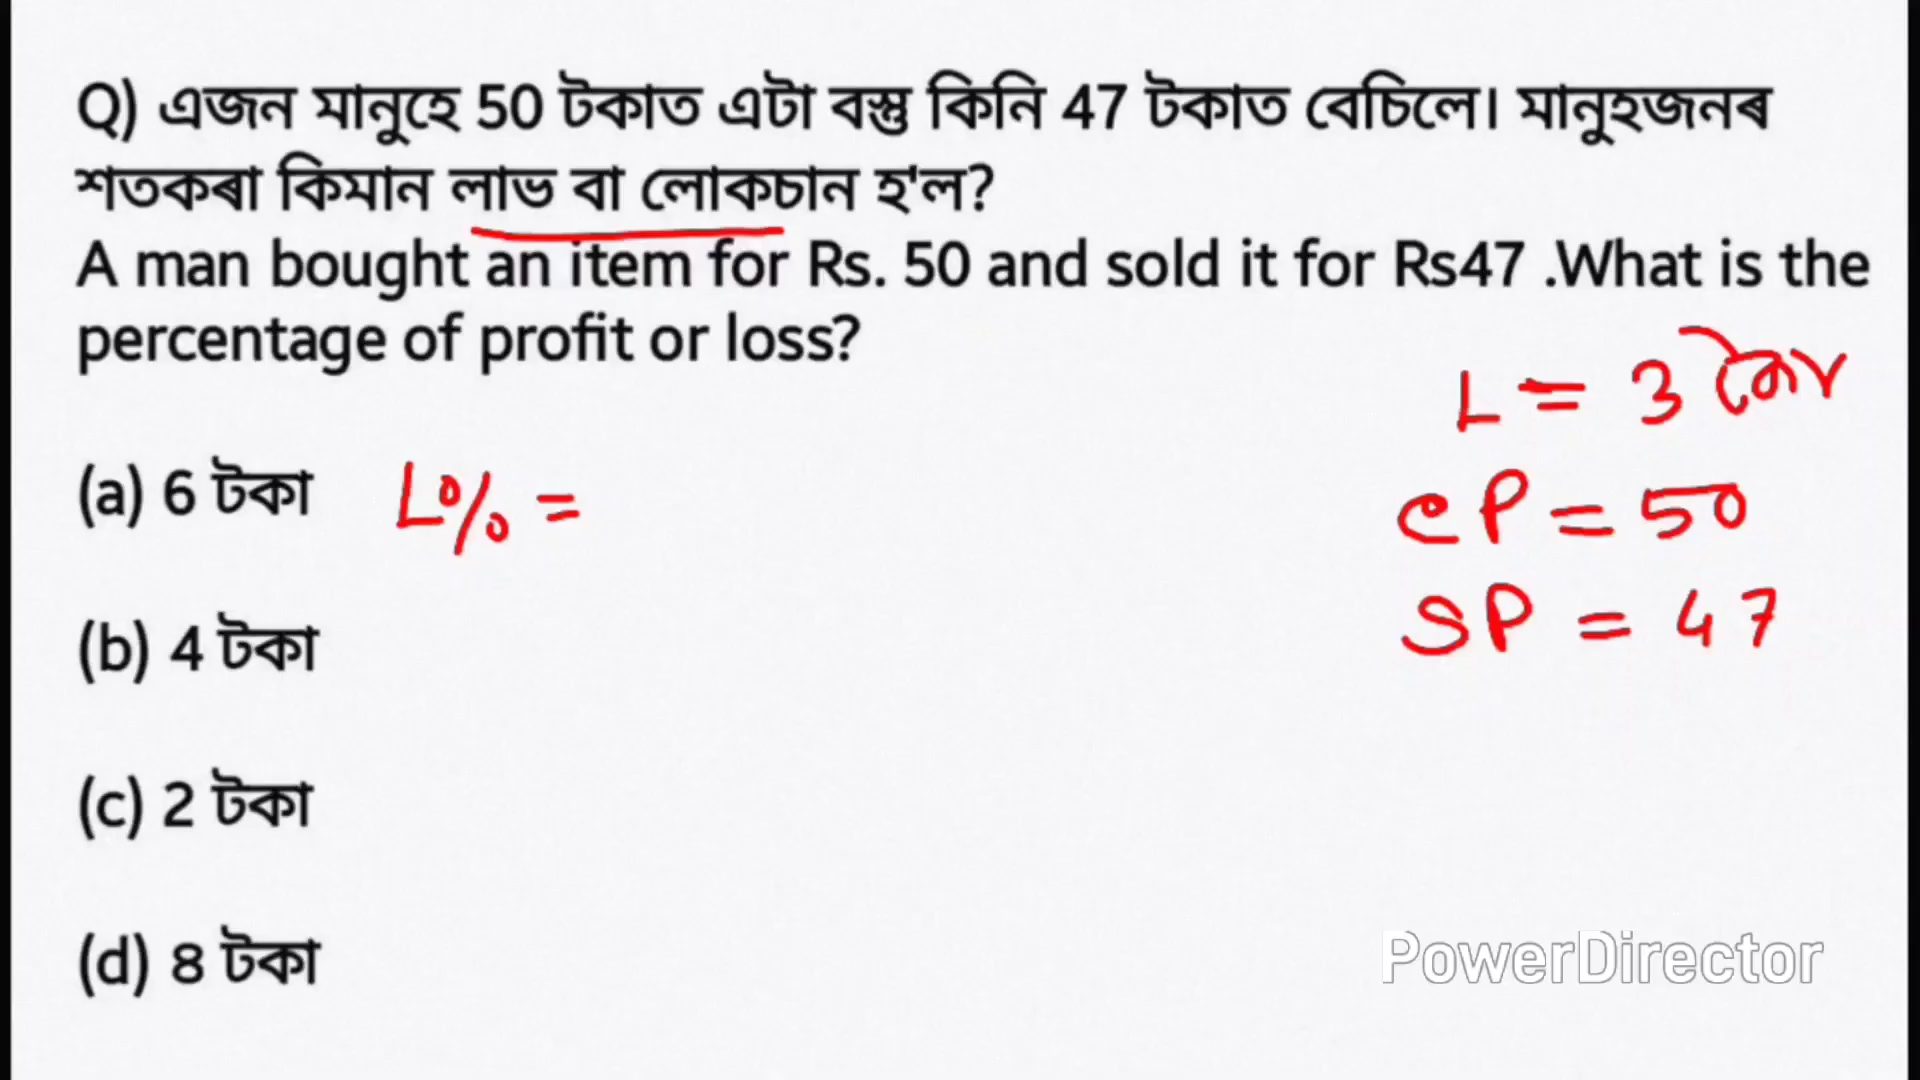 Q) এজন মানুহে 50 টকাত এটা বস্তু কিনি 47 টকাত বেচিলে। মানুহজনৰ
শতকৰা কিমান লাভ বা লোকচান হ'ল?
A man bought an item for Rs. 50 and sold it for Rs47 .What is the
percentage of profit or loss?
L = 3
(a) 6 টকা L% =
CP = 50
(b) 4 টকা
SP = 47
(c) 2 টকা
(d) 8 টকা
PowerDirector